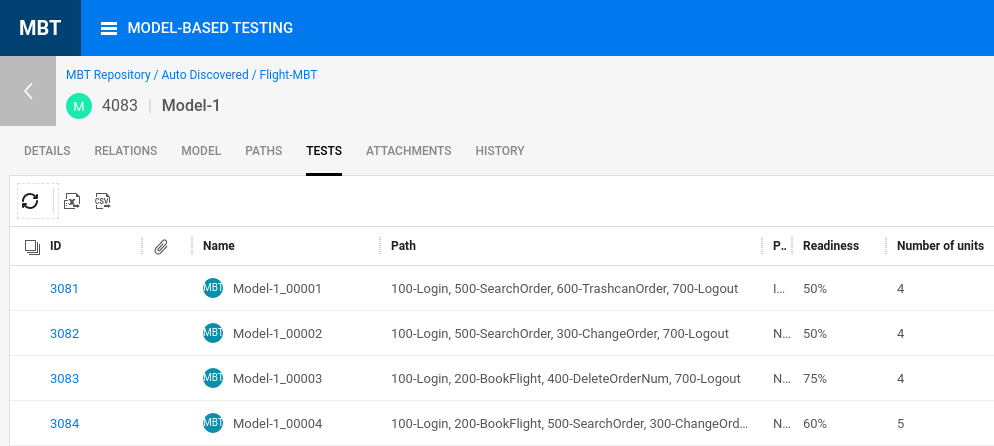 MBT MODEL-BASED TESTING
MBT Repository / Auto Discovered / Flight-MBT
M 4083 | Model-1
DETAILS RELATIONS MODEL PATHS TESTS ATTACHMENTS HISTORY
CSV
ID Name Path P.. Readiness Number of units
3081 MBT Model-1_00001 100-Login, 500-SearchOrder, 600-TrashcanOrder, 700-Logout I... 50% 4
3082 MBT Model-1_00002 100-Login, 500-SearchOrder, 300-ChangeOrder, 700-Logout N... 50% 4
3083 MBT Model-1_00003 100-Login, 200-BookFlight, 400-DeleteOrderNum, 700-Logout N... 75% 4
3084 MBT Model-1_00004 100-Login, 200-BookFlight, 500-SearchOrder, 300-ChangeOrd... N... 60% 5